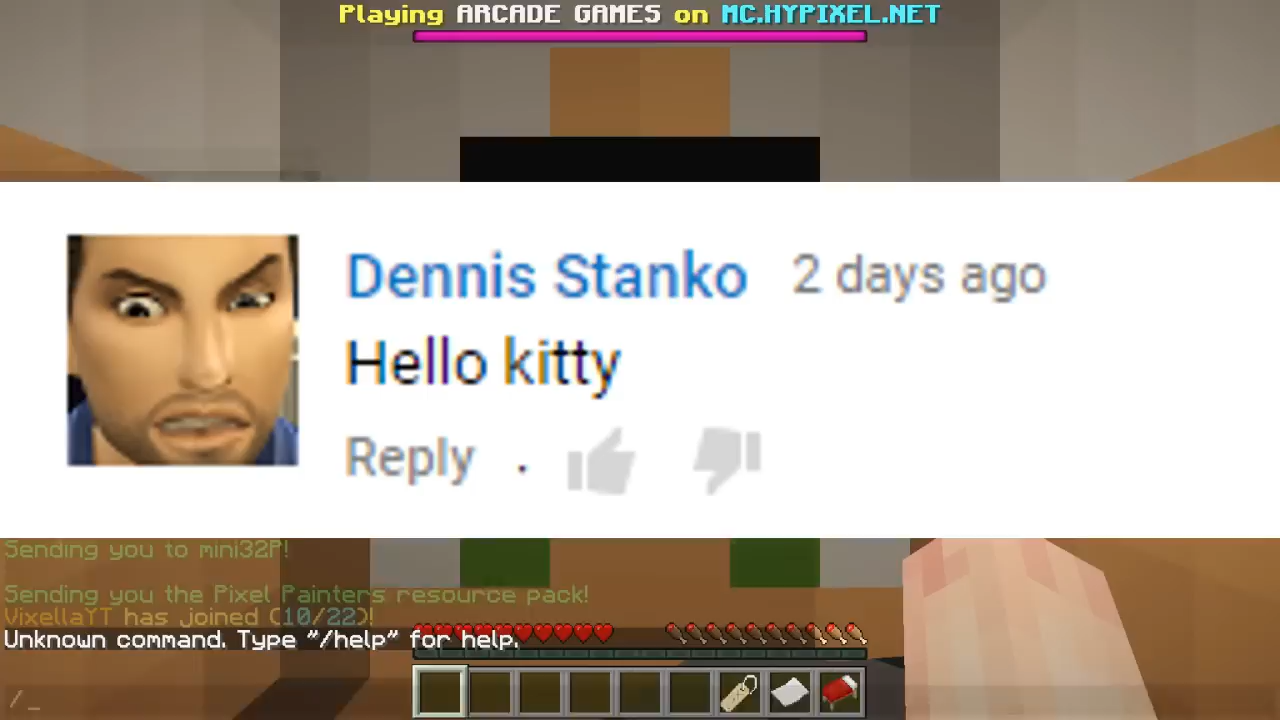 Playing ARCADE GAMES on MC.HYPIXEL.NET
Dennis Stanko 2 days ago
Hello kitty
Reply .
Sending you to mini32P!
Sending you the Pixel Painters resource pack!
VixellaYT has joined (10/22)!
Unknown command. Type "/help" for help.
/_